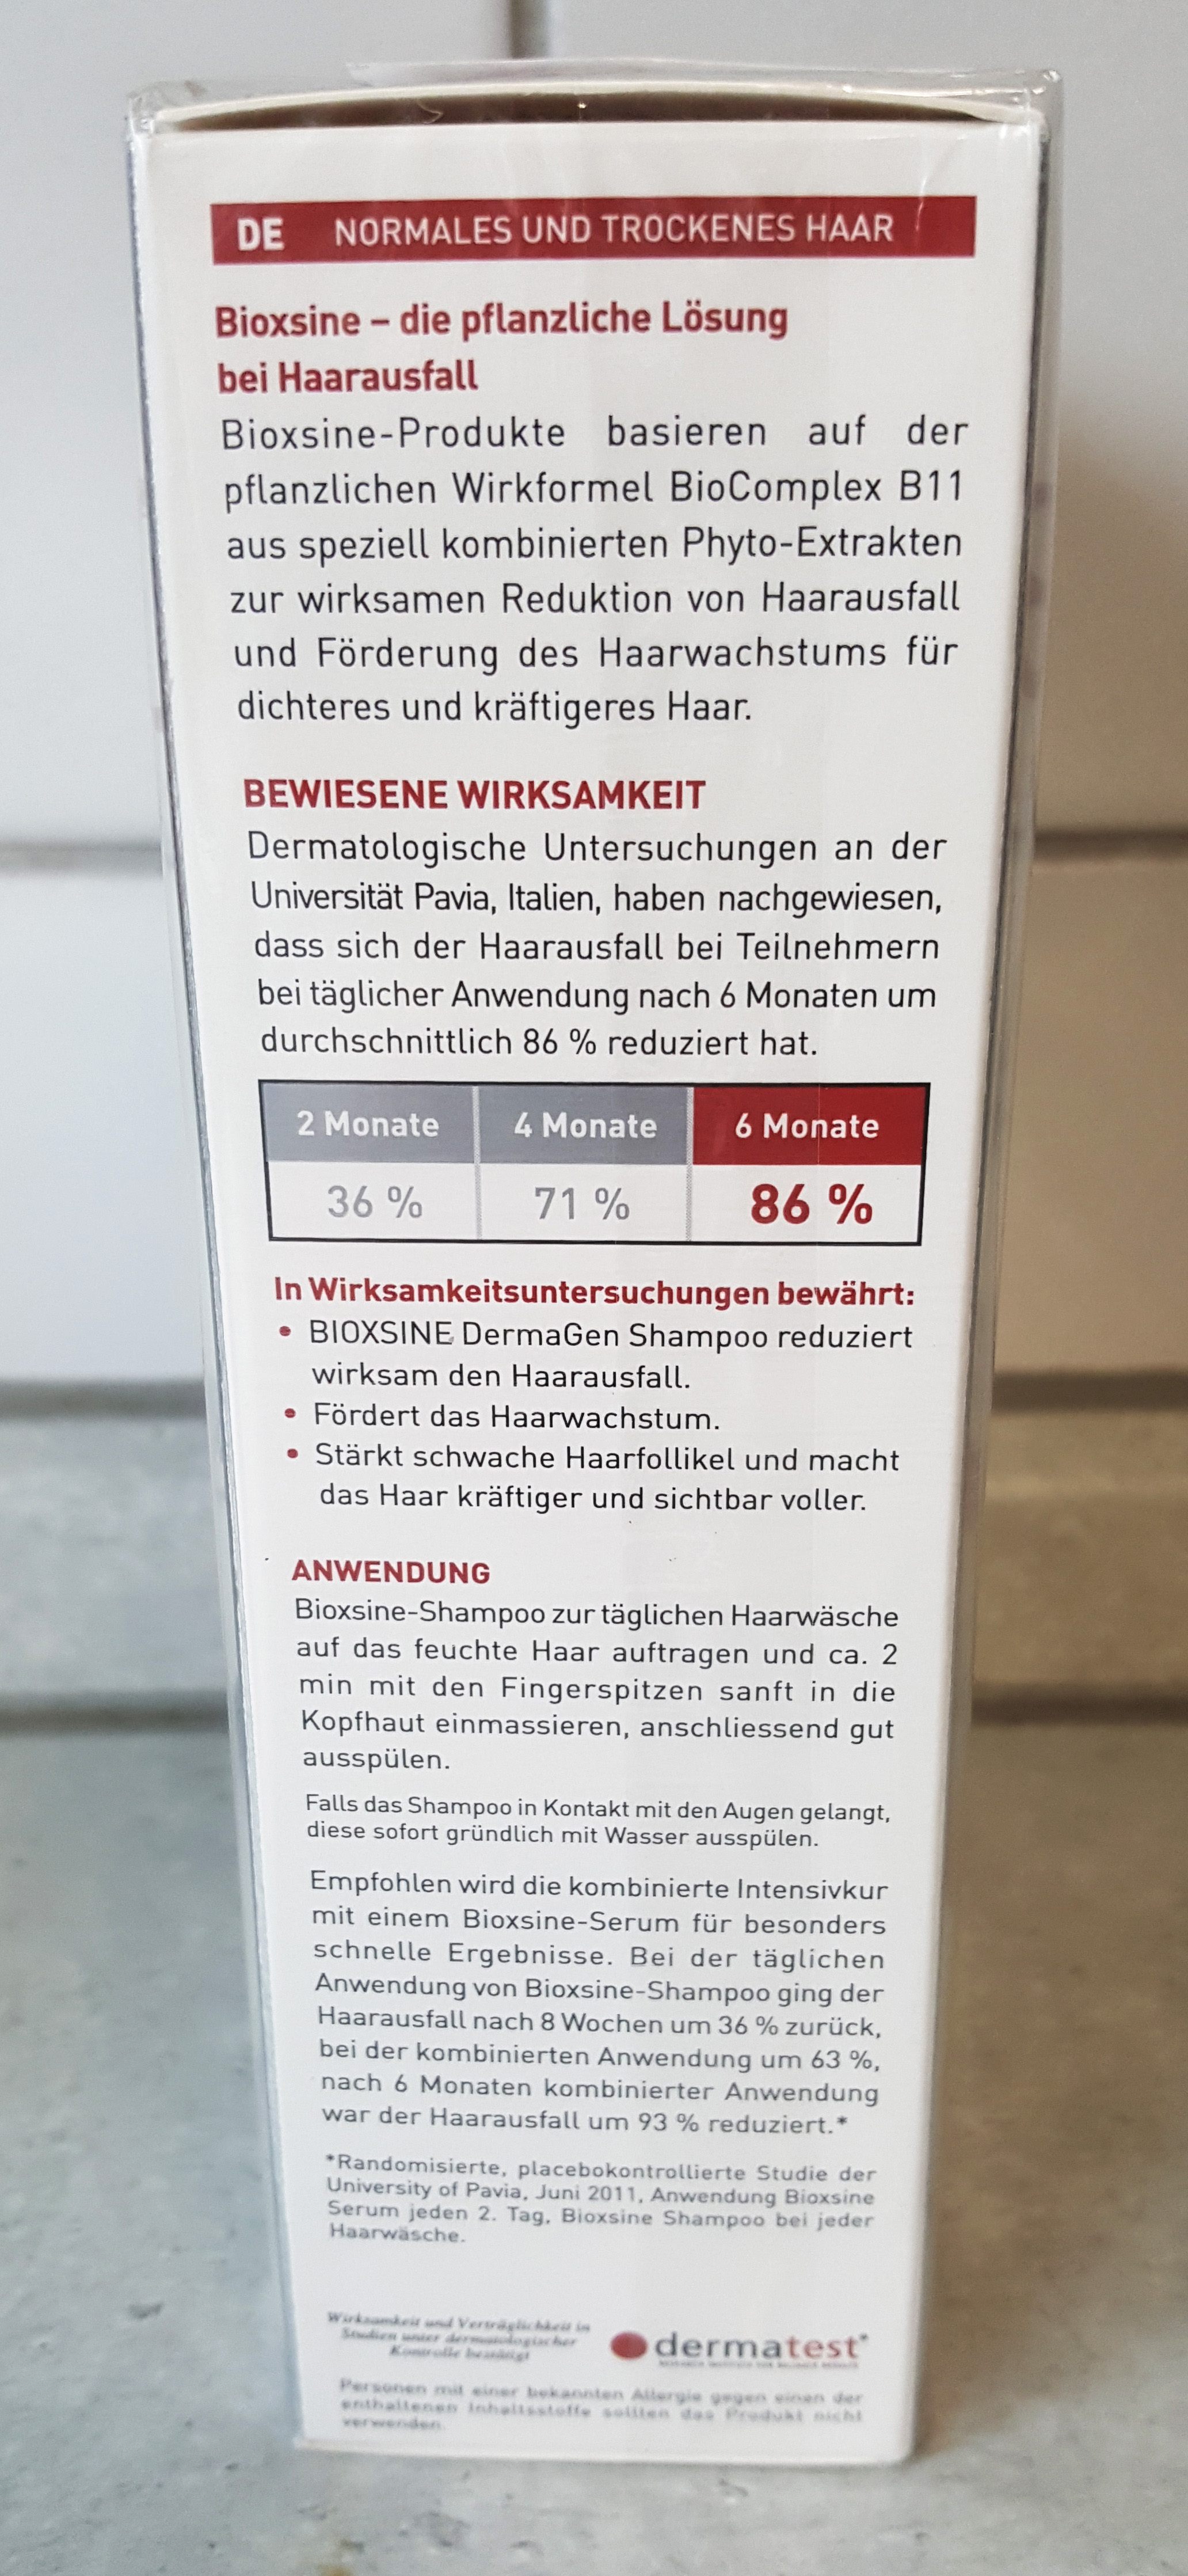 DE NORMALES UND TROCKENES HAAR
Bioxsine – die pflanzliche Lösung
bei Haarausfall
Bioxsine-Produkte basieren auf der
pflanzlichen Wirkformel BioComplex B11
aus speziell kombinierten Phyto-Extrakten
zur wirksamen Reduktion von Haarausfall
und Förderung des Haarwachstums für
dichteres und kräftigeres Haar.
BEWIESENE WIRKSAMKEIT
Dermatologische Untersuchungen an der
Universität Pavia, Italien, haben nachgewiesen,
dass sich der Haarausfall bei Teilnehmern
bei täglicher Anwendung nach 6 Monaten um
durchschnittlich 86 % reduziert hat.
2 Monate 4 Monate 6 Monate
36 % 71 % 86 %
In Wirksamkeitsuntersuchungen bewährt:
• BIOXSINE DermaGen Shampoo reduziert
wirksam den Haarausfall.
• Fördert das Haarwachstum.
• Stärkt schwache Haarfollikel und macht
das Haar kräftiger und sichtbar voller.
ANWENDUNG
Bioxsine-Shampoo zur täglichen Haarwäsche
auf das feuchte Haar auftragen und ca. 2
min mit den Fingerspitzen sanft in die
Kopfhaut einmassieren, anschliessend gut
ausspülen.
Falls das Shampoo in Kontakt mit den Augen gelangt,
diese sofort gründlich mit Wasser ausspülen.
Empfohlen wird die kombinierte Intensivkur
mit einem Bioxsine-Serum für besonders
schnelle Ergebnisse. Bei der täglichen
Anwendung von Bioxsine-Shampoo ging der
Haarausfall nach 8 Wochen um 36 % zurück,
bei der kombinierten Anwendung um 63 %,
nach 6 Monaten kombinierter Anwendung
war der Haarausfall um 93 % reduziert.*
*Randomisierte, placebokontrollierte Studie der
University of Pavia, Juni 2011, Anwendung Bioxsine
Serum jeden 2. Tag, Bioxsine Shampoo bei jeder
Haarwäsche.
Wirksamkeit und Verträglichkeit in
Studien unter dermatologischer
Kontrolle bestätigt
dermatest®
Personen mit einer bekannten Allergie gegen einen der
enthaltenen Inhaltsstoffe sollten das Produkt nicht
verwenden.